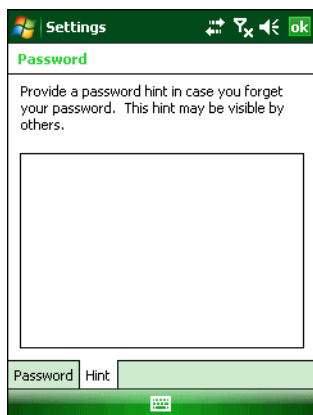 Settings
ok
Password
Provide a password hint in case you forget
your password. This hint may be visible by
others.
Password Hint